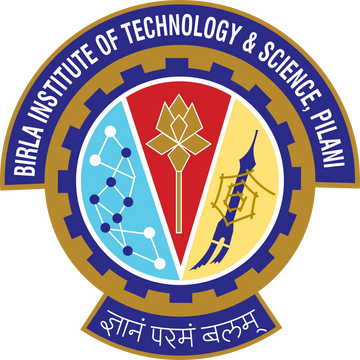 BIRLA INSTITUTE OF TECHNOLOGY & SCIENCE, PILANI
ज्ञानं परमं बलम्